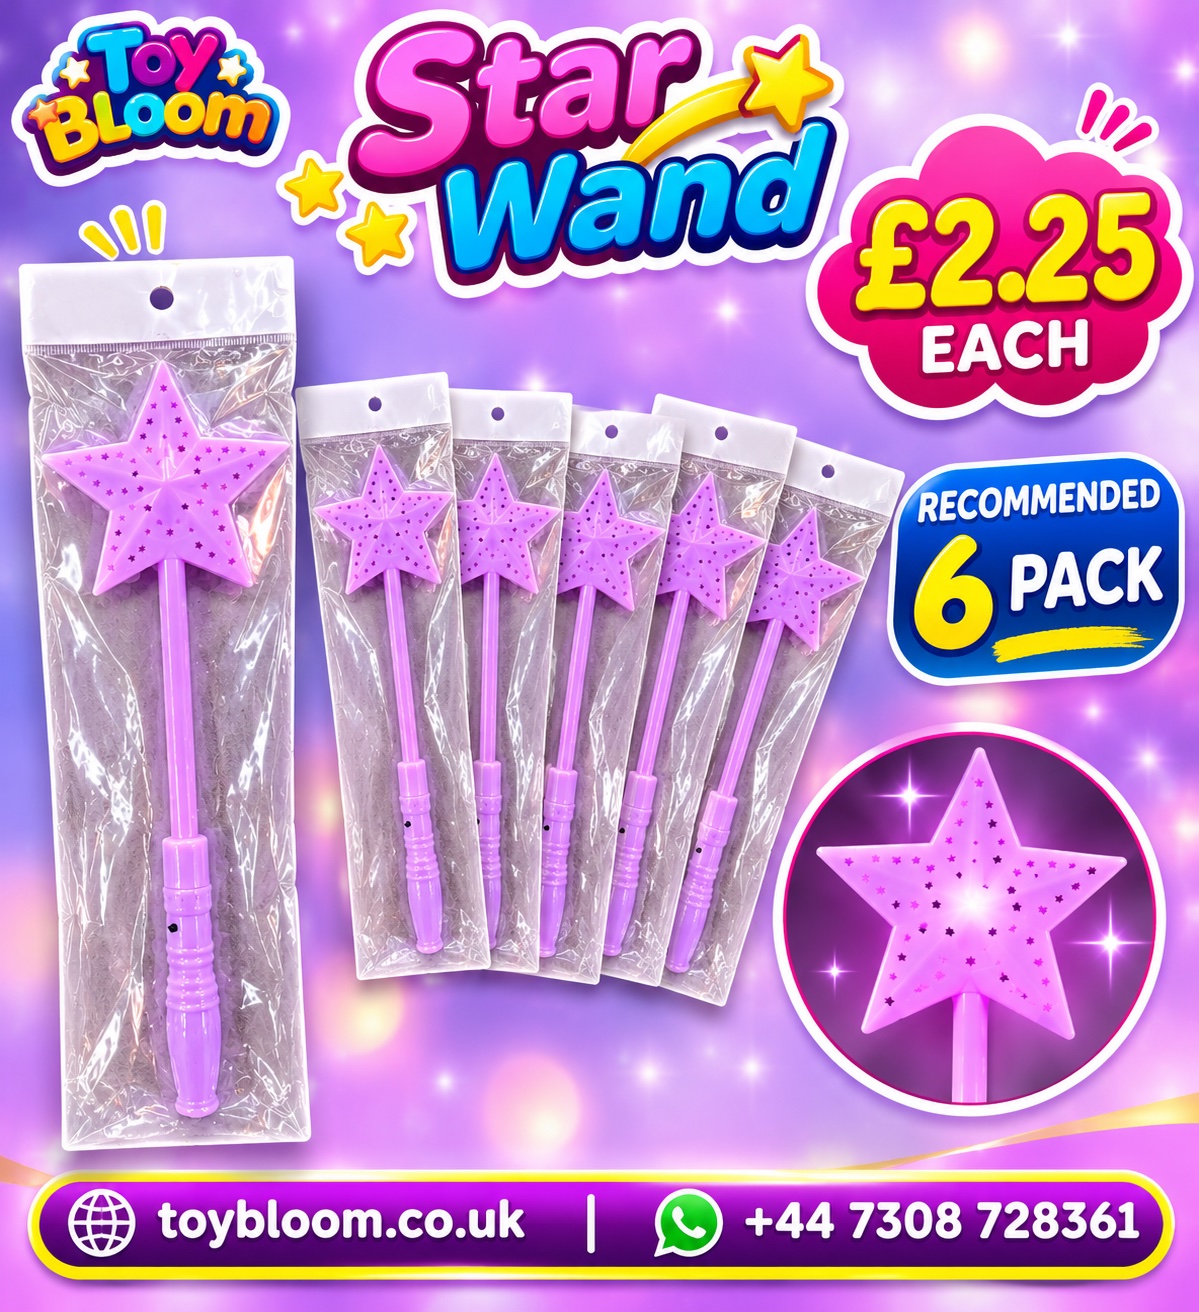 Toy
BLOOM
Star
Wand
£2.25
EACH
RECOMMENDED
6 PACK
toybloom.co.uk | +44 7308 728361